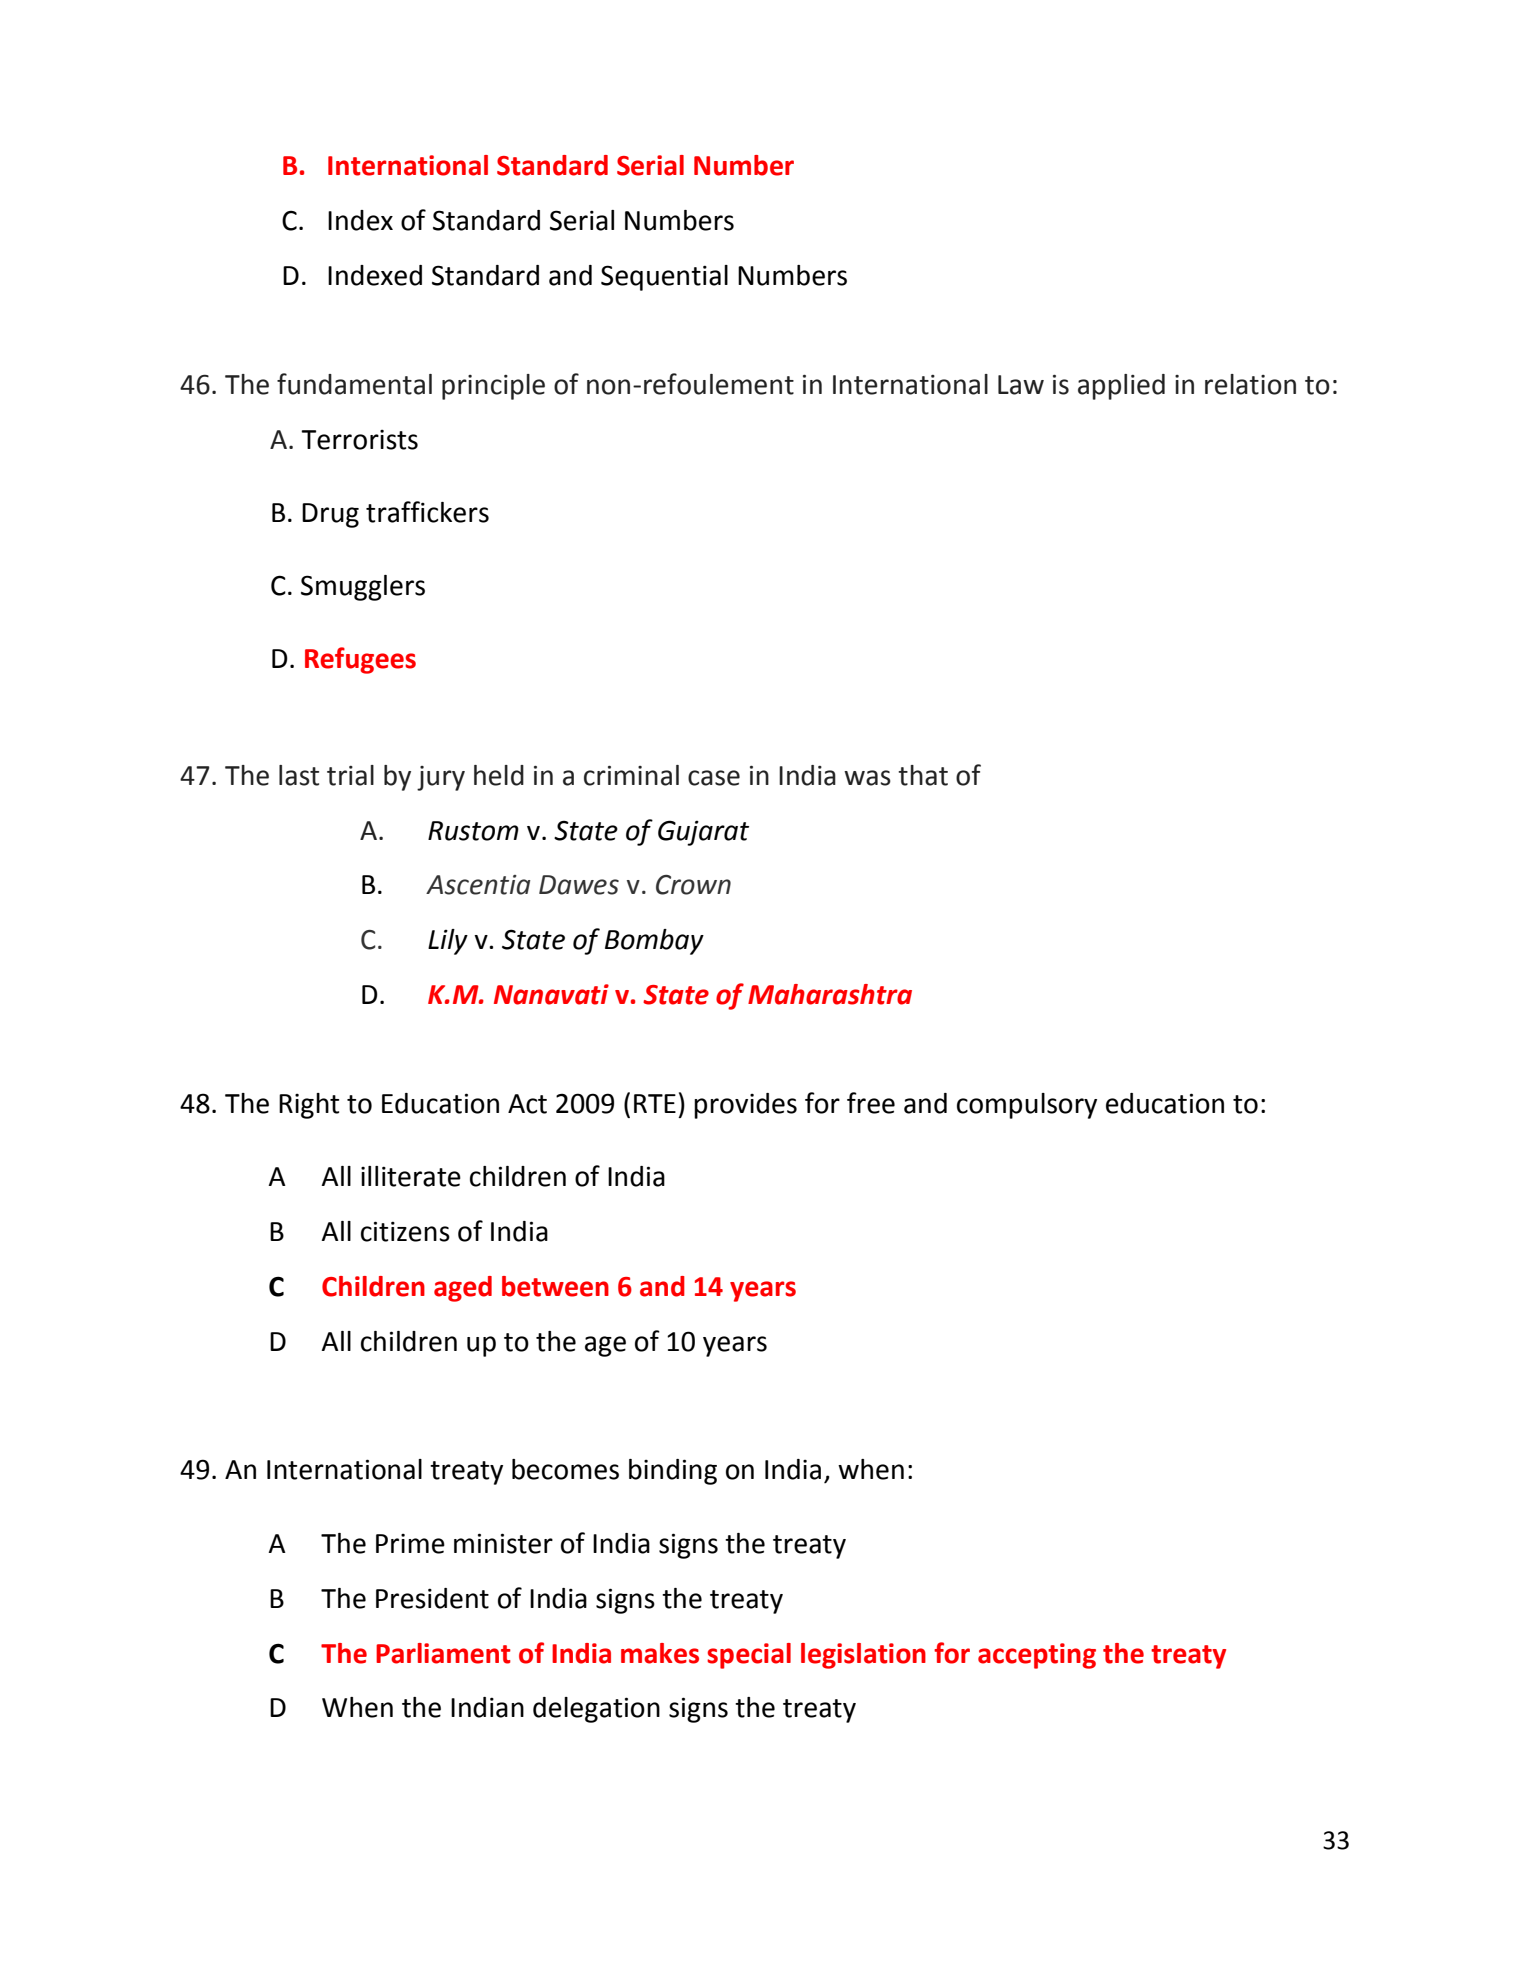 B. International Standard Serial Number
C. Index of Standard Serial Numbers
D. Indexed Standard and Sequential Numbers
46. The fundamental principle of non-refoulement in International Law is applied in relation to:
A. Terrorists
B. Drug traffickers
C. Smugglers
D. Refugees
47. The last trial by jury held in a criminal case in India was that of
A. Rustom v. State of Gujarat
B. Ascentia Dawes v. Crown
C. Lily v. State of Bombay
D. K.M. Nanavati v. State of Maharashtra
48. The Right to Education Act 2009 (RTE) provides for free and compulsory education to:
A All illiterate children of India
B All citizens of India
C Children aged between 6 and 14 years
D All children up to the age of 10 years
49. An International treaty becomes binding on India, when:
A The Prime minister of India signs the treaty
B The President of India signs the treaty
C The Parliament of India makes special legislation for accepting the treaty
D When the Indian delegation signs the treaty
33